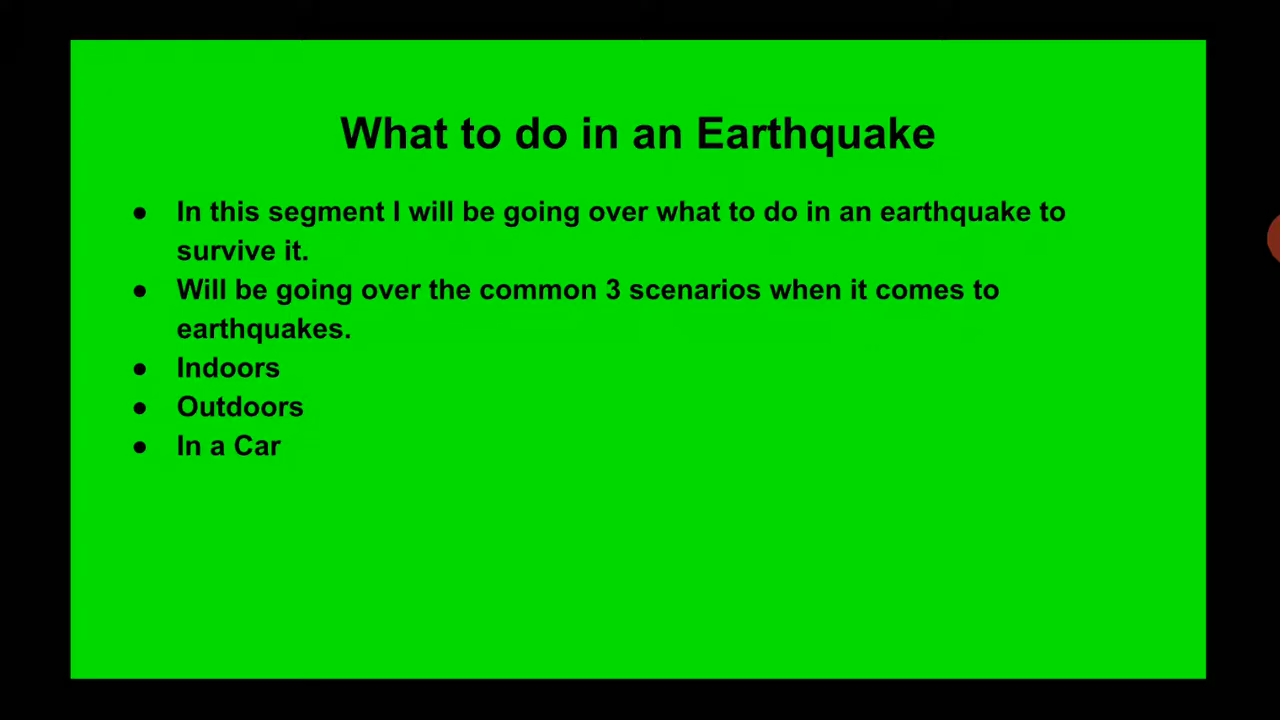 What to do in an Earthquake
● In this segment I will be going over what to do in an earthquake to
survive it.
● Will be going over the common 3 scenarios when it comes to
earthquakes.
● Indoors
● Outdoors
● In a Car